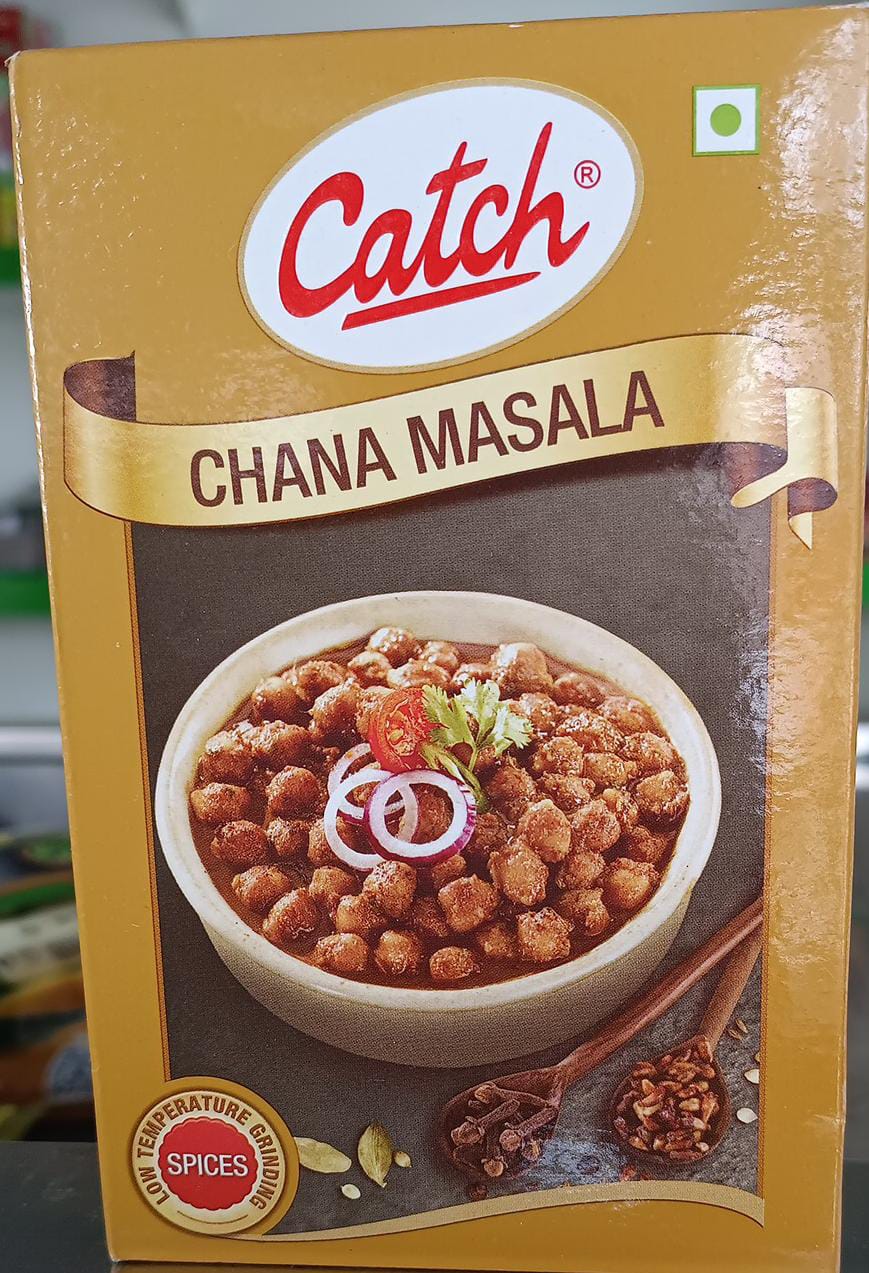 Catch®
CHANA MASALA
LOW TEMPERATURE GRINDING
SPICES